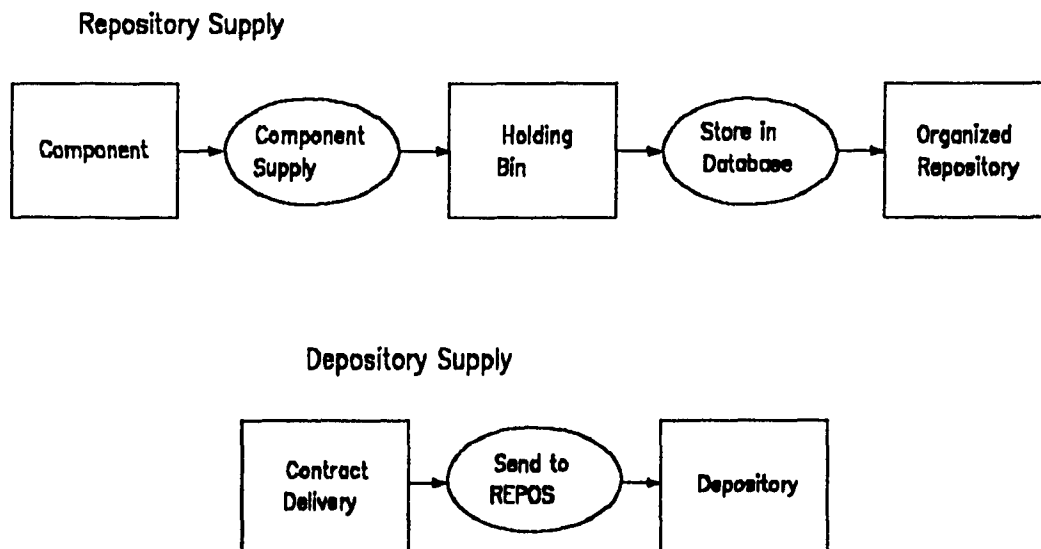 Repository Supply
Component
Component
Supply
Holding
Bin
Store in
Database
Organized
Repository
Depository Supply
Contract
Delivery
Send to
REPOS
Depository